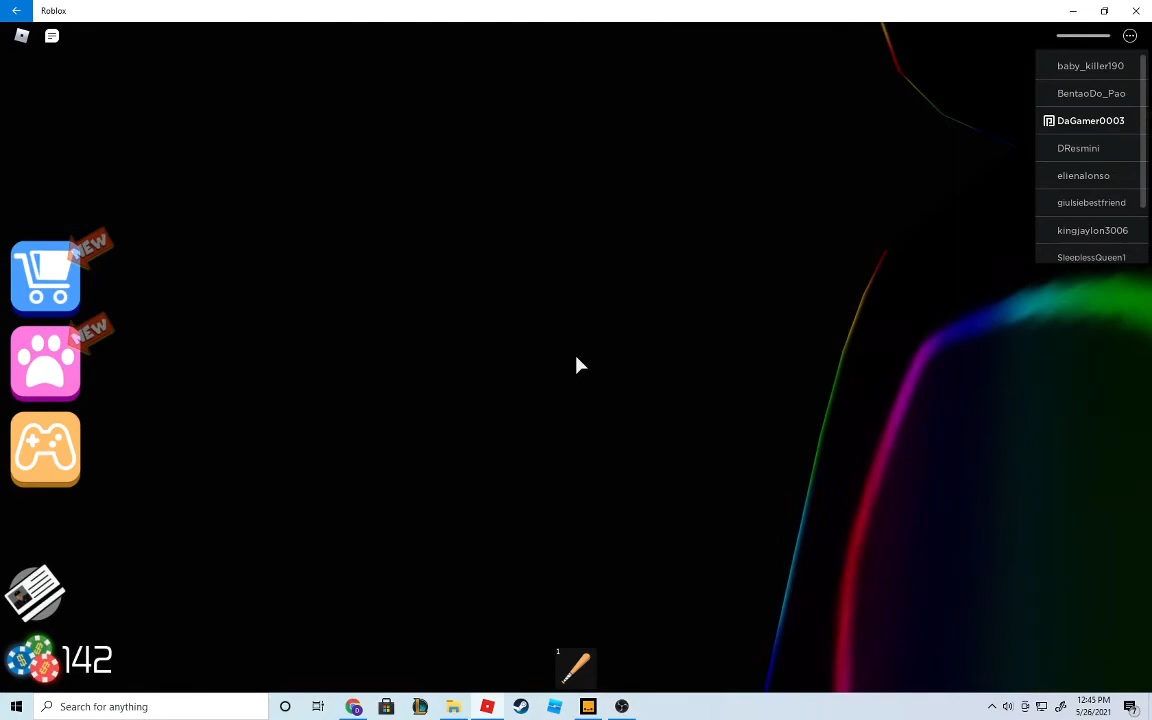 Roblox
baby_kiiler190
BentaoDo_Pao
DaGamer0003
DResmini
elienalonso
giulsiebestfriend
kingjaylon3006
SleeplessQueen1
NEW
NEW
142
1
Search for anything
12:45 PM
5/26/2021